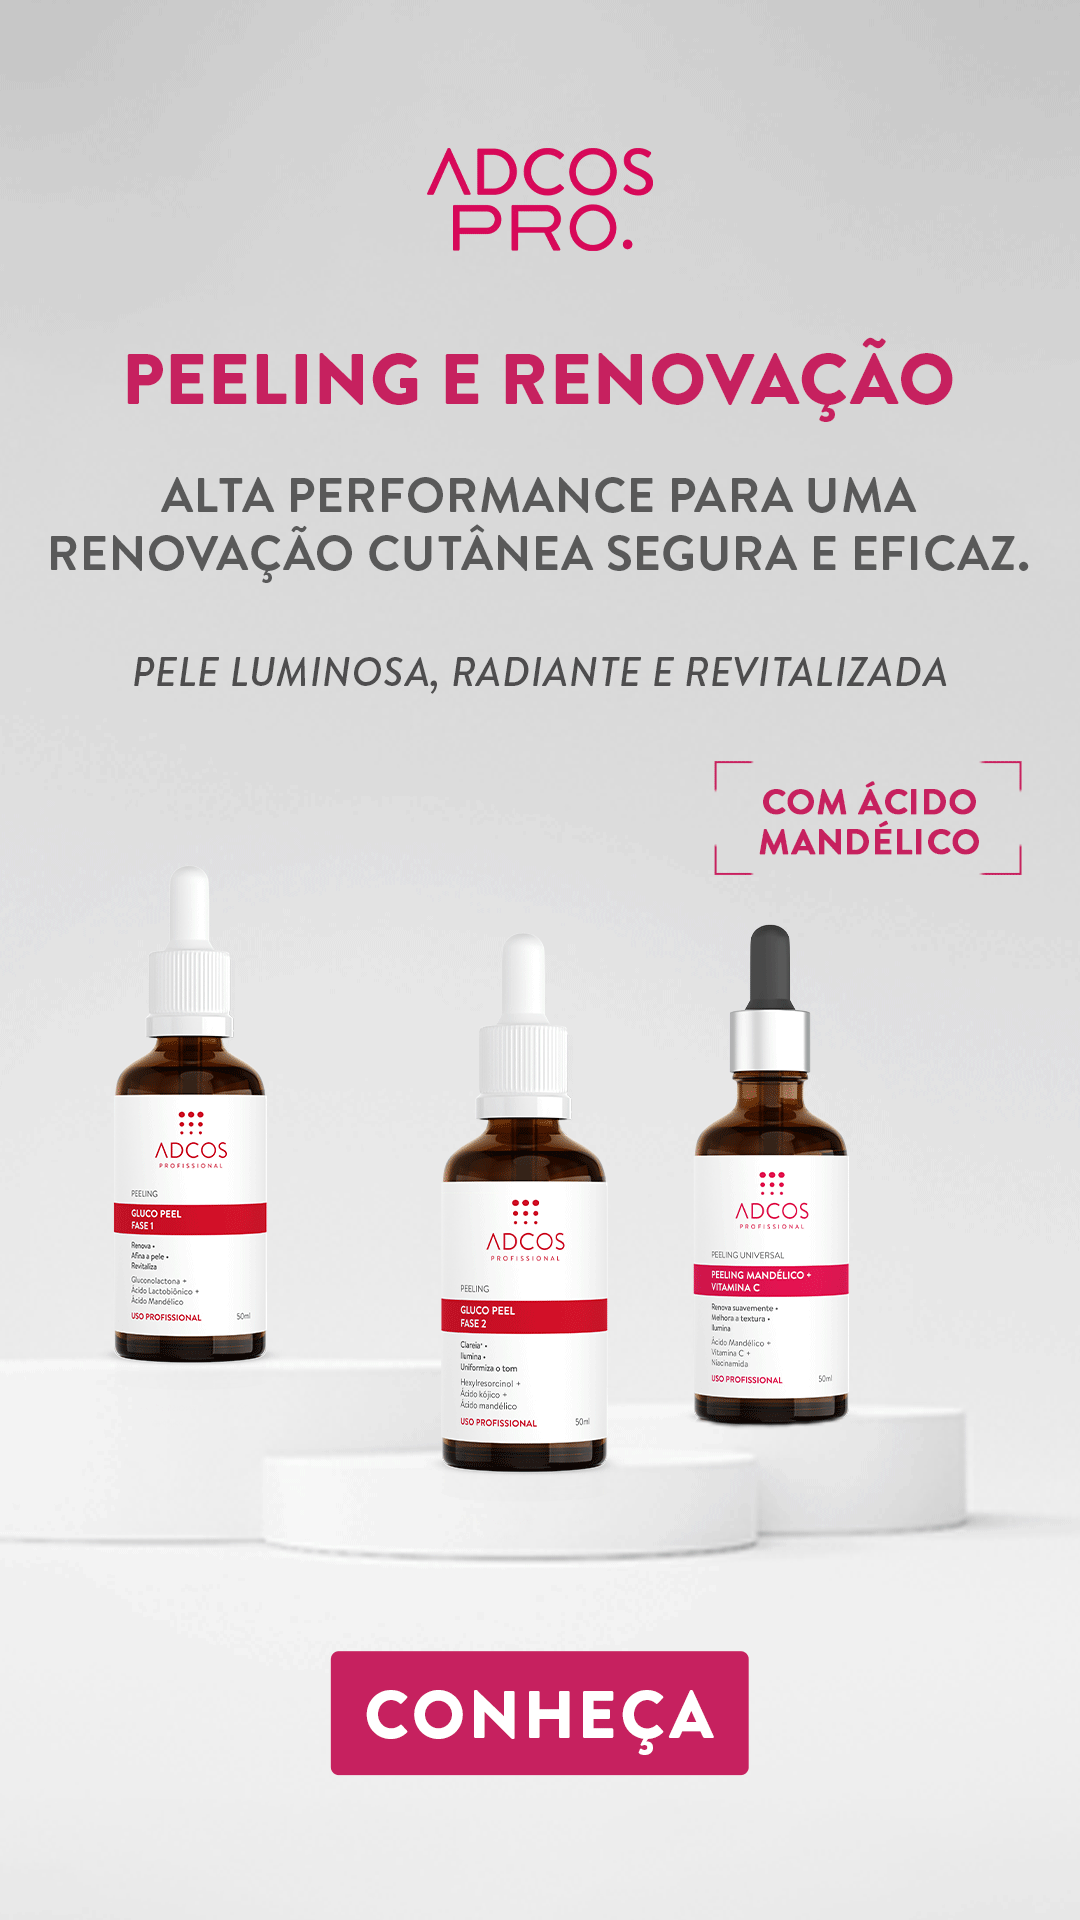 ADCOS
PRO.
PEELING E RENOVAÇÃO
ALTA PERFORMANCE PARA UMA
RENOVAÇÃO CUTÂNEA SEGURA E EFICAZ.
PELE LUMINOSA, RADIANTE E REVITALIZADA
COM ÁCIDO
MANDÉLICO
ADCOS
PROFISSIONAL
PEELING
GLUCO PEEL
FASE 1
Renova •
Afina a pele •
Revitaliza
Gluconolactona +
Ácido Lactobiônico +
Ácido Mandélico
USO PROFISSIONAL 50ml
ADCOS
PROFISSIONAL
PEELING
GLUCO PEEL
FASE 2
Clareia* •
Ilumina •
Uniformiza o tom
Hexylresorcinol +
Ácido kójico +
Ácido mandélico
USO PROFISSIONAL 50ml
ADCOS
PROFISSIONAL
PEELING UNIVERSAL
PEELING MANDÉLICO +
VITAMINA C
Renova suavemente •
Melhora a textura •
Ilumina
Ácido Mandélico +
Vitamina C +
Niacinamida
USO PROFISSIONAL 50ml
CONHEÇA